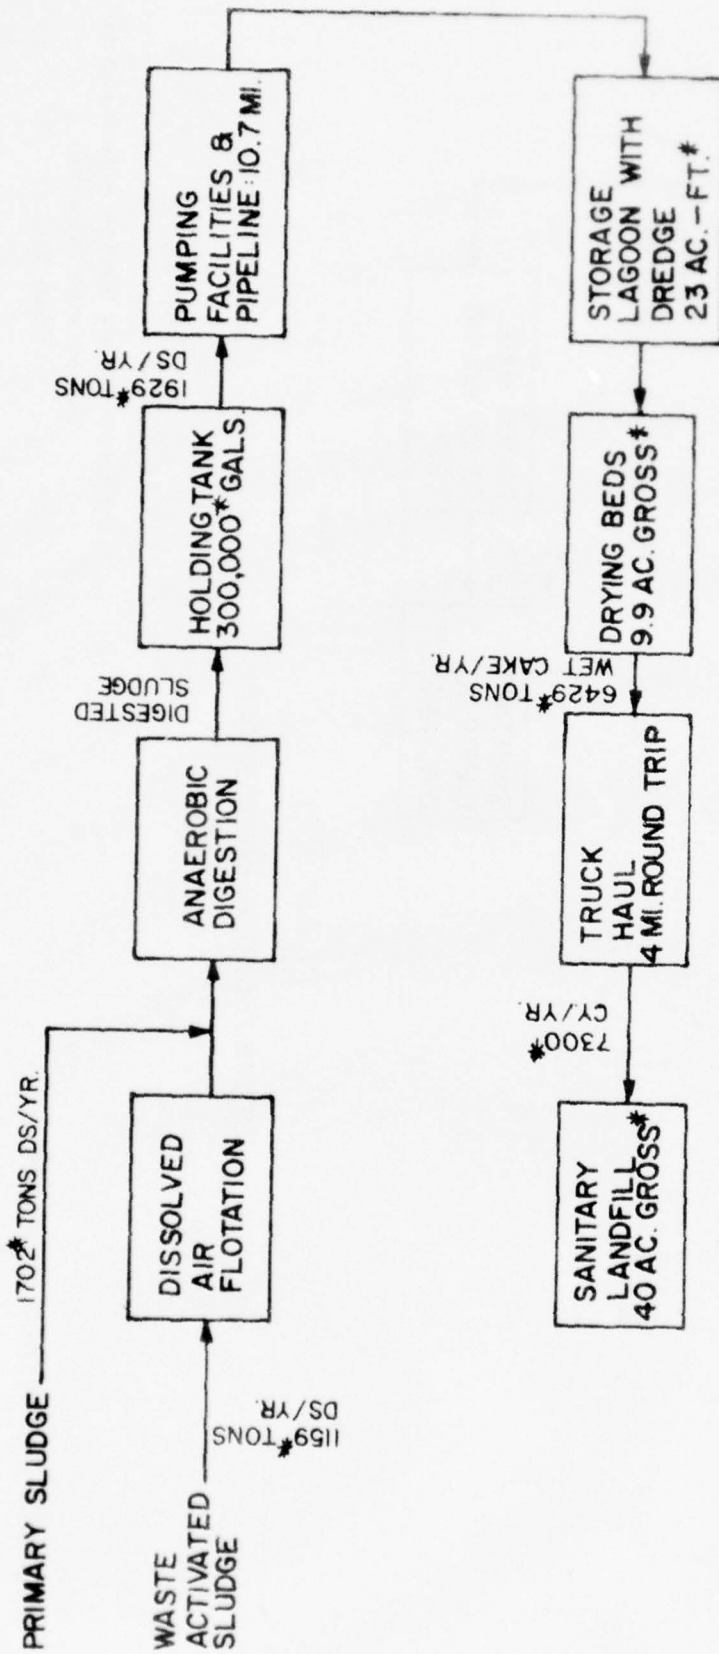 PRIMARY SLUDGE
1702* TONS DS/YR.
WASTE
ACTIVATED
SLUDGE
1159* TONS
DS/YR.
DISSOLVED
AIR
FLOTATION
ANAEROBIC
DIGESTION
DIGESTED
SLUDGE
HOLDING TANK
300,000* GALS.
1929* TONS
DS/YR.
PUMPING
FACILITIES &
PIPELINE: 10.7 MI.
STORAGE
LAGOON WITH
DREDGE
23 AC.-FT.*
DRYING BEDS
9.9 AC. GROSS*
6429* TONS
WET CAKE/YR.
TRUCK
HAUL
4 MI. ROUND TRIP
7300*
CY/YR.
SANITARY
LANDFILL
40 AC. GROSS*